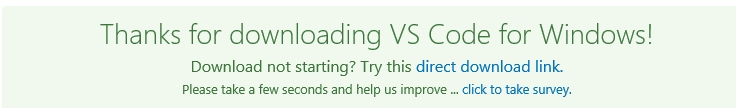 Thanks for downloading VS Code for Windows!
Download not starting? Try this direct download link.
Please take a few seconds and help us improve ... click to take survey.